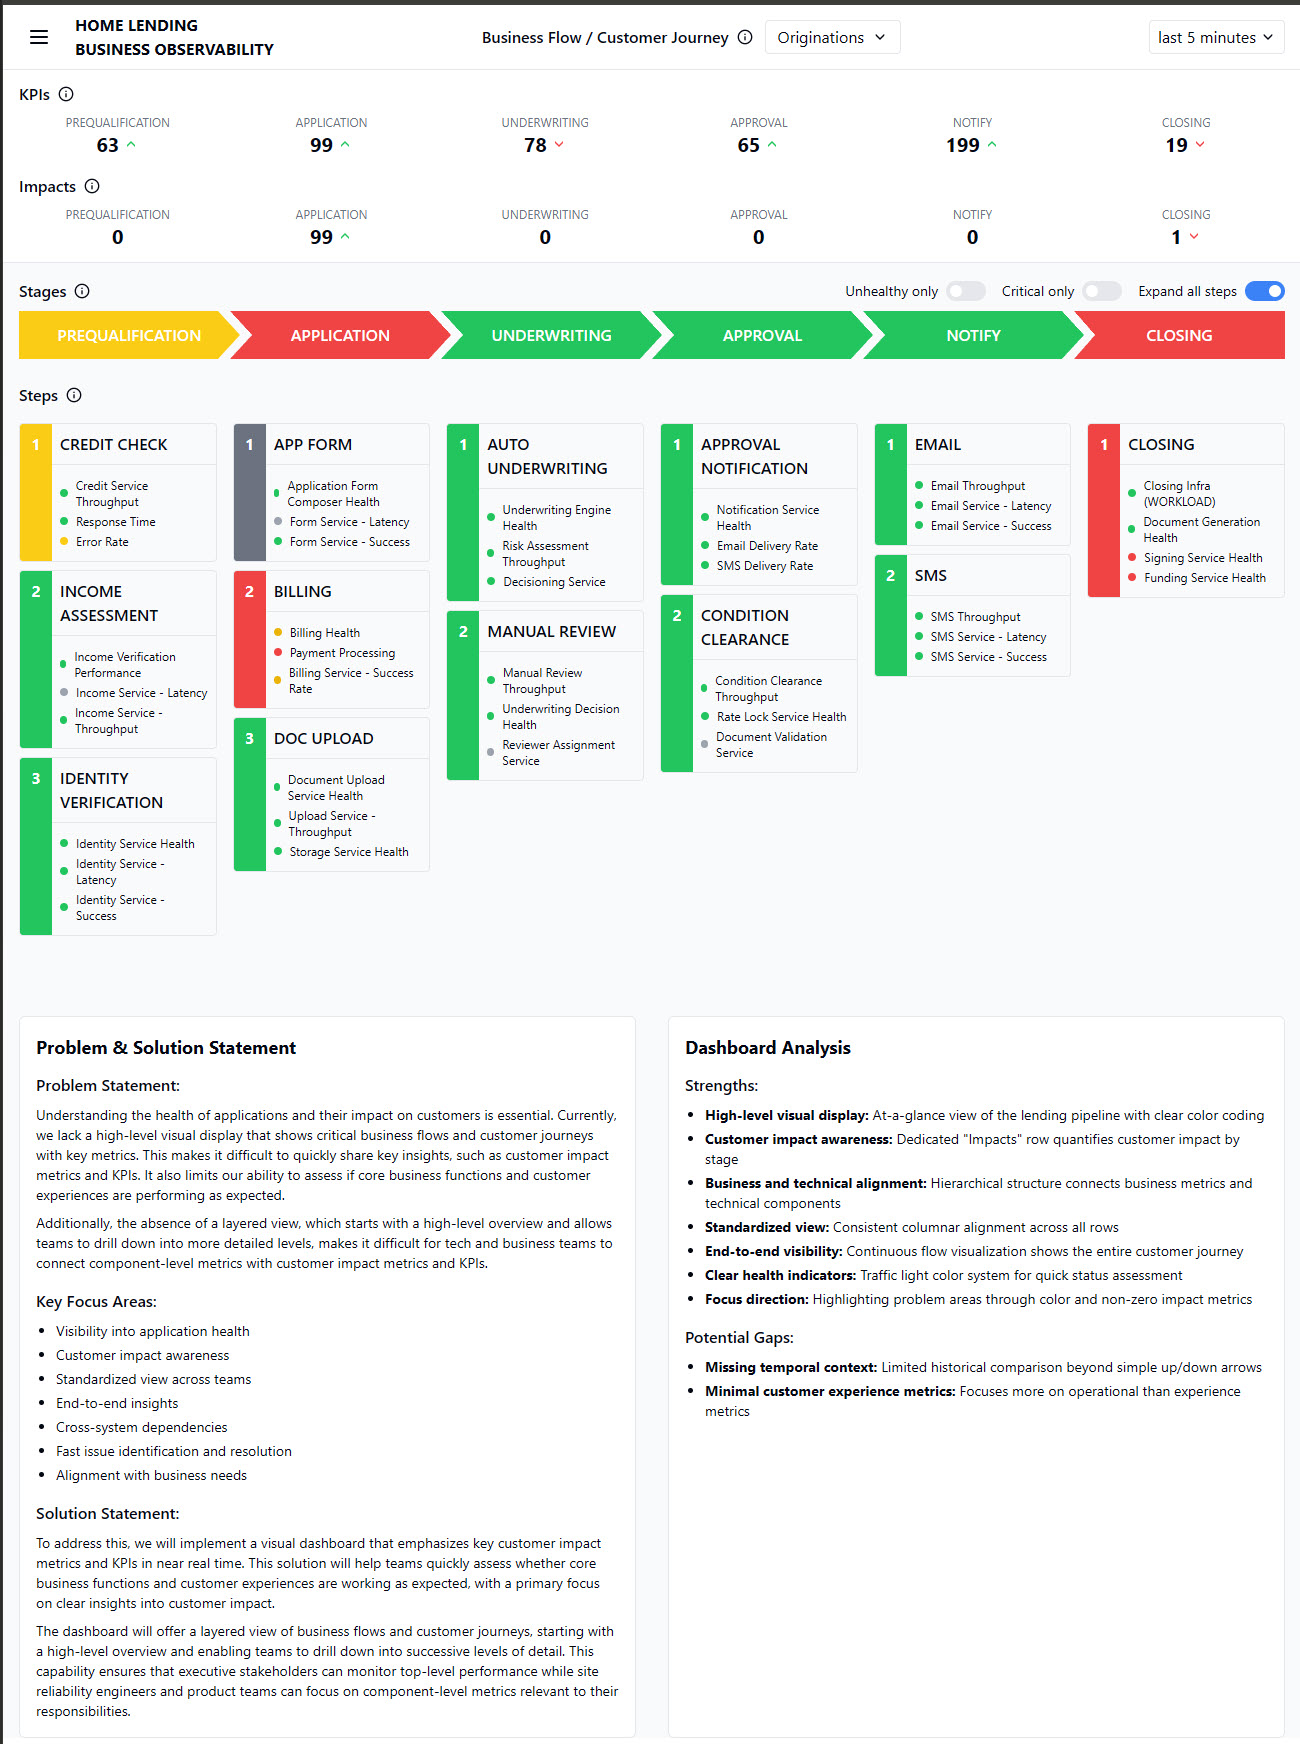 HOME LENDING
BUSINESS OBSERVABILITY
Business Flow / Customer Journey
Originations
last 5 minutes
KPIs
PREQUALIFICATION
63
APPLICATION
99
UNDERWRITING
78
APPROVAL
65
NOTIFY
199
CLOSING
19
Impacts
PREQUALIFICATION
0
APPLICATION
99
UNDERWRITING
0
APPROVAL
0
NOTIFY
0
CLOSING
1
Stages
Unhealthy only
Critical only
Expand all steps
PREQUALIFICATION
APPLICATION
UNDERWRITING
APPROVAL
NOTIFY
CLOSING
Steps
1
CREDIT CHECK
Credit Service
Throughput
Response Time
Error Rate
2
INCOME
ASSESSMENT
Income Verification
Performance
Income Service - Latency
Income Service -
Throughput
3
IDENTITY
VERIFICATION
Identity Service Health
Identity Service -
Latency
Identity Service -
Success
1
APP FORM
Application Form
Composer Health
Form Service - Latency
Form Service - Success
2
BILLING
Billing Health
Payment Processing
Billing Service - Success
Rate
3
DOC UPLOAD
Document Upload
Service Health
Upload Service -
Throughput
Storage Service Health
1
AUTO
UNDERWRITING
Underwriting Engine
Health
Risk Assessment
Throughput
Decisioning Service
2
MANUAL REVIEW
Manual Review
Throughput
Underwriting Decision
Health
Reviewer Assignment
Service
1
APPROVAL
NOTIFICATION
Notification Service
Health
Email Delivery Rate
SMS Delivery Rate
2
CONDITION
CLEARANCE
Condition Clearance
Throughput
Rate Lock Service Health
Document Validation
Service
1
EMAIL
Email Throughput
Email Service - Latency
Email Service - Success
2
SMS
SMS Throughput
SMS Service - Latency
SMS Service - Success
1
CLOSING
Closing Infra
(WORKLOAD)
Document Generation
Health
Signing Service Health
Funding Service Health
Problem & Solution Statement
Problem Statement:
Understanding the health of applications and their impact on customers is essential. Currently,
we lack a high-level visual display that shows critical business flows and customer journeys
with key metrics. This makes it difficult to quickly share key insights, such as customer impact
metrics and KPIs. It also limits our ability to assess if core business functions and customer
experiences are performing as expected.
Additionally, the absence of a layered view, which starts with a high-level overview and allows
teams to drill down into more detailed levels, makes it difficult for tech and business teams to
connect component-level metrics with customer impact metrics and KPIs.
Key Focus Areas:
• Visibility into application health
• Customer impact awareness
• Standardized view across teams
• End-to-end insights
• Cross-system dependencies
• Fast issue identification and resolution
• Alignment with business needs
Solution Statement:
To address this, we will implement a visual dashboard that emphasizes key customer impact
metrics and KPIs in near real time. This solution will help teams quickly assess whether core
business functions and customer experiences are working as expected, with a primary focus
on clear insights into customer impact.
The dashboard will offer a layered view of business flows and customer journeys, starting with
a high-level overview and enabling teams to drill down into successive levels of detail. This
capability ensures that executive stakeholders can monitor top-level performance while site
reliability engineers and product teams can focus on component-level metrics relevant to their
responsibilities.
Dashboard Analysis
Strengths:
• High-level visual display: At-a-glance view of the lending pipeline with clear color coding
• Customer impact awareness: Dedicated "Impacts" row quantifies customer impact by
stage
• Business and technical alignment: Hierarchical structure connects business metrics and
technical components
• Standardized view: Consistent columnar alignment across all rows
• End-to-end visibility: Continuous flow visualization shows the entire customer journey
• Clear health indicators: Traffic light color system for quick status assessment
• Focus direction: Highlighting problem areas through color and non-zero impact metrics
Potential Gaps:
• Missing temporal context: Limited historical comparison beyond simple up/down arrows
• Minimal customer experience metrics: Focuses more on operational than experience
metrics